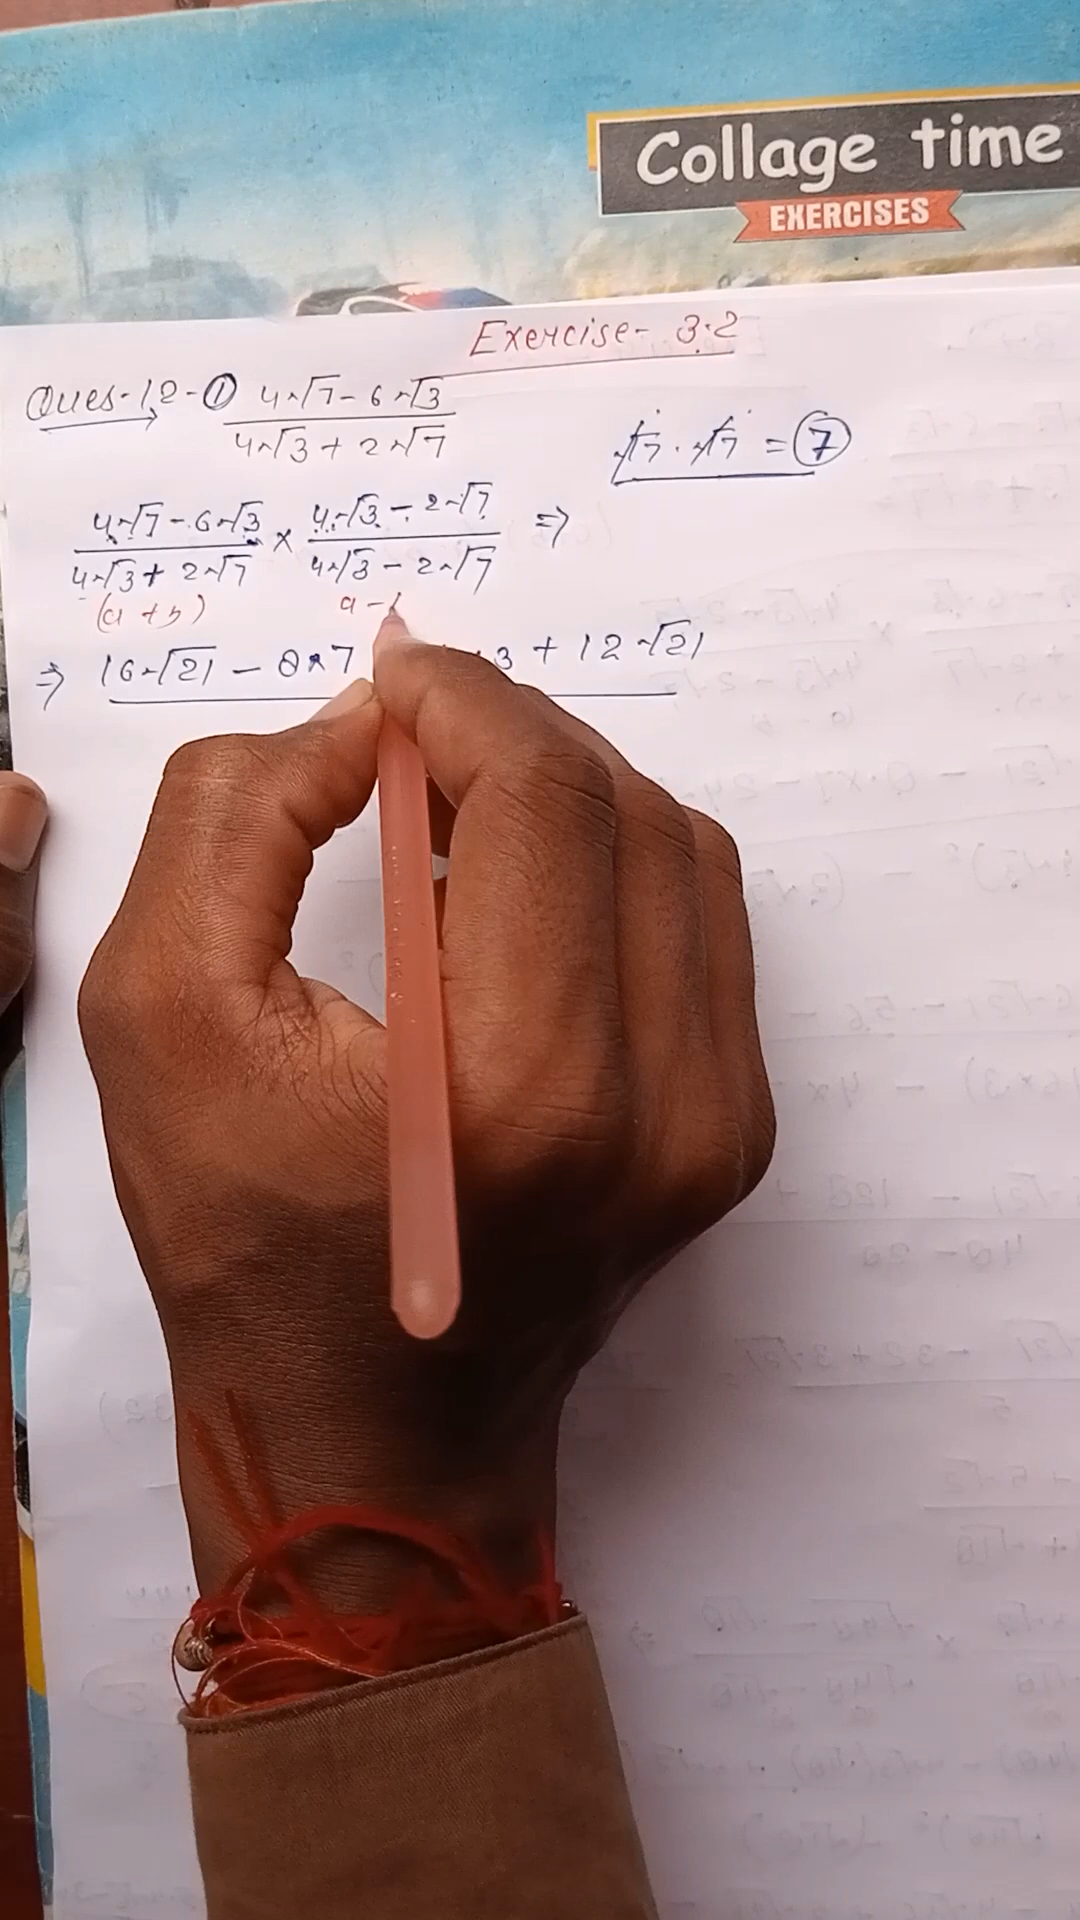 Collage time
EXERCISES
Exercise- 3.2
Ques-12-① (4√7 - 6√3)/(4√3 + 2√7)
√7 · √7 = 7
(4√7 - 6√3)/(4√3 + 2√7) × (4√3 - 2√7)/(4√3 - 2√7) ⇒
(a + b) a -
⇒ 16√21 - 8×7 3 + 12√21